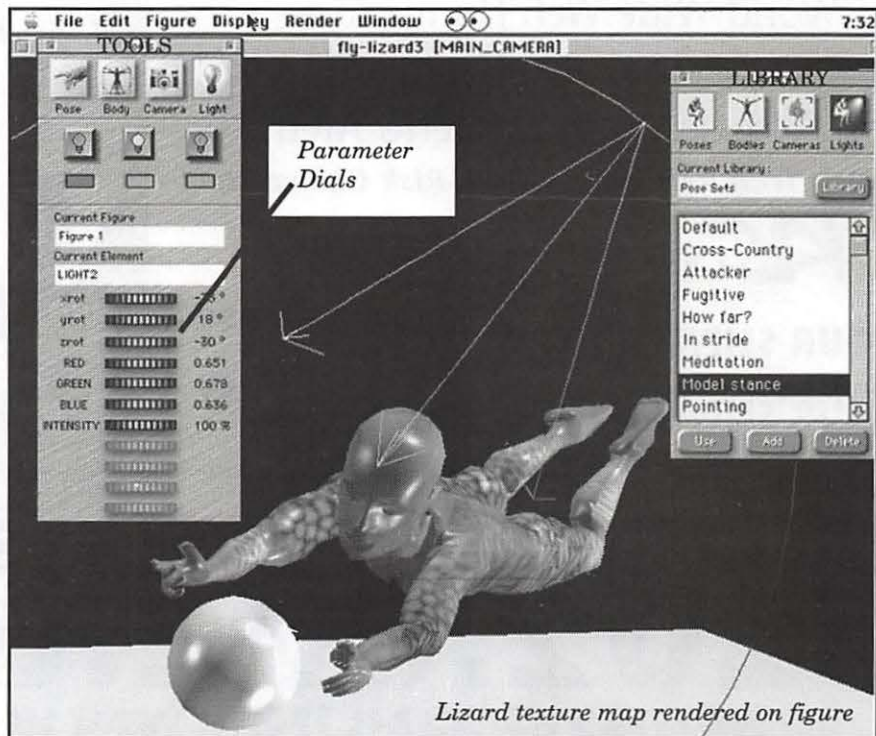 File Edit Figure Display Render Window 7:32
fly-lizard3 [MAIN_CAMERA]
TOOLS
Pose Body Camera Light
Current Figure
Figure 1
Current Element
LIGHT2
xrot
yrot 18 °
zrot -30 °
RED 0.651
GREEN 0.678
BLUE 0.636
INTENSITY 100 %
Parameter
Dials
LIBRARY
Poses Bodies Cameras Lights
Current Library:
Pose Sets Library
Default
Cross-Country
Attacker
Fugitive
How far?
In stride
Meditation
Model stance
Pointing
Use Add Delete
Lizard texture map rendered on figure